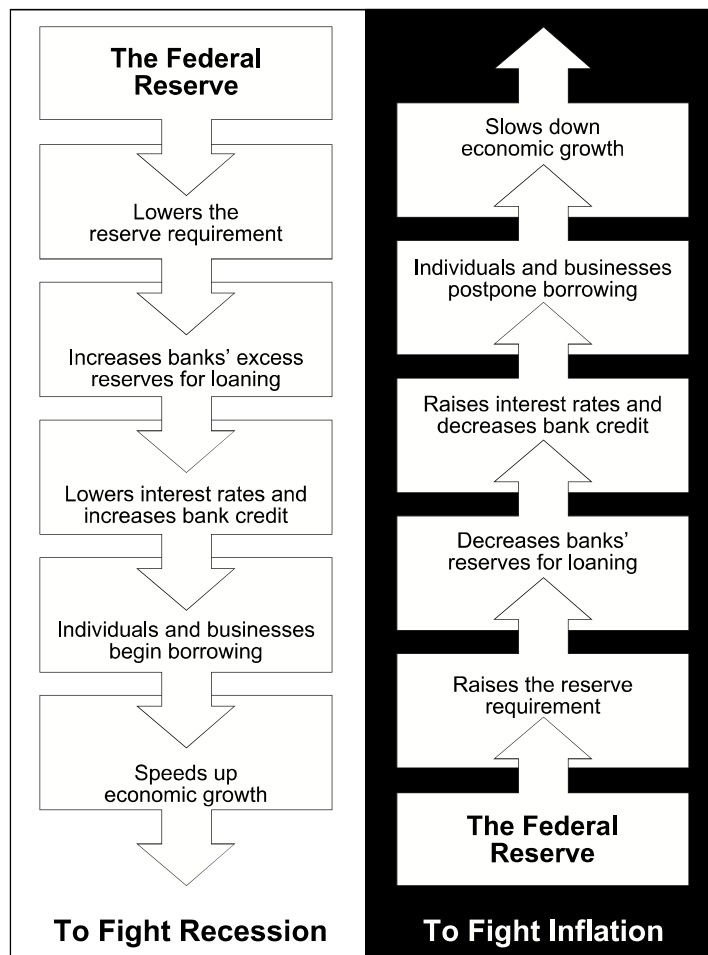 The Federal
Reserve
Lowers the
reserve requirement
Increases banks’ excess
reserves for loaning
Lowers interest rates and
increases bank credit
Individuals and businesses
begin borrowing
Speeds up
economic growth
To Fight Recession
Slows down
economic growth
Individuals and businesses
postpone borrowing
Raises interest rates and
decreases bank credit
Decreases banks’
reserves for loaning
Raises the reserve
requirement
The Federal
Reserve
To Fight Inflation